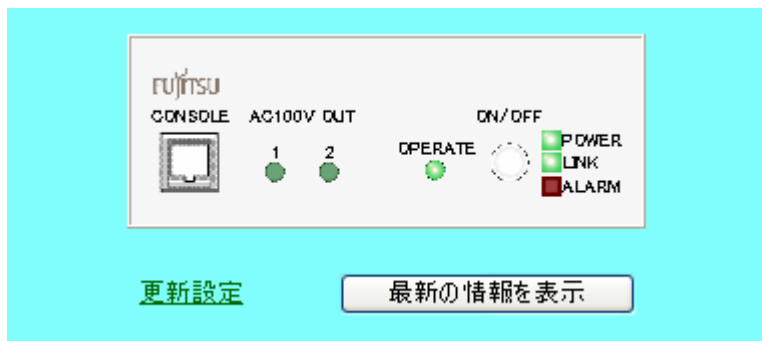 FUJITSU
CONSOLE AC100V OUT ON/OFF
1 2 OPERATE POWER
LINK
ALARM
更新設定 最新の情報を表示